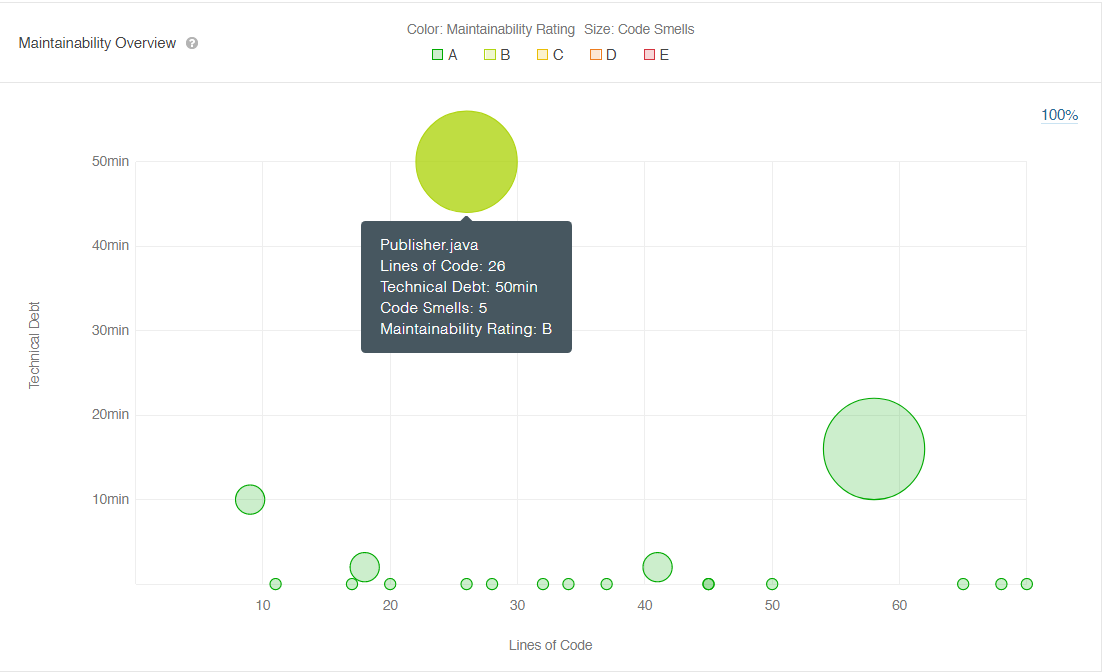 Maintainability Overview ?
Color: Maintainability Rating Size: Code Smells
A B C D E
100%
50min
40min
30min
20min
10min
Technical Debt
Publisher.java
Lines of Code: 26
Technical Debt: 50min
Code Smells: 5
Maintainability Rating: B
10 20 30 40 50 60
Lines of Code